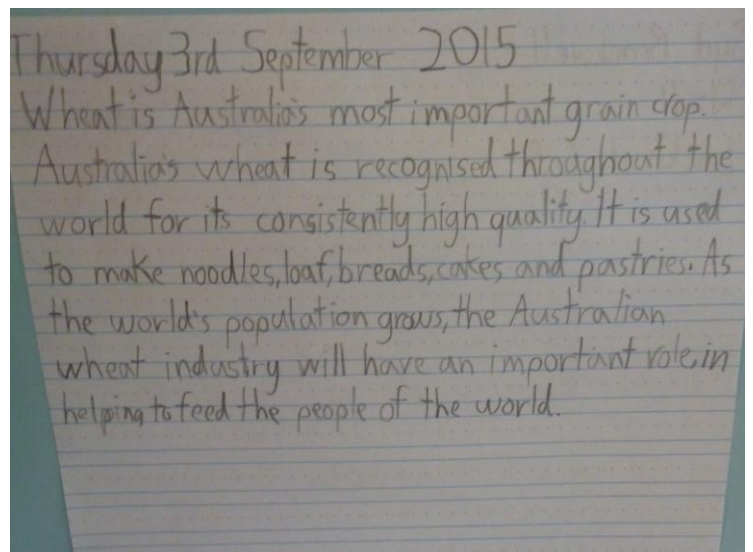 Thursday 3rd September 2015
Wheat is Australia's most important grain crop.
Australia's wheat is recognised throughout the
world for its consistently high quality. It is used
to make noodles, loaf, breads, cakes and pastries. As
the world's population grows, the Australian
wheat industry will have an important role, in
helping to feed the people of the world.